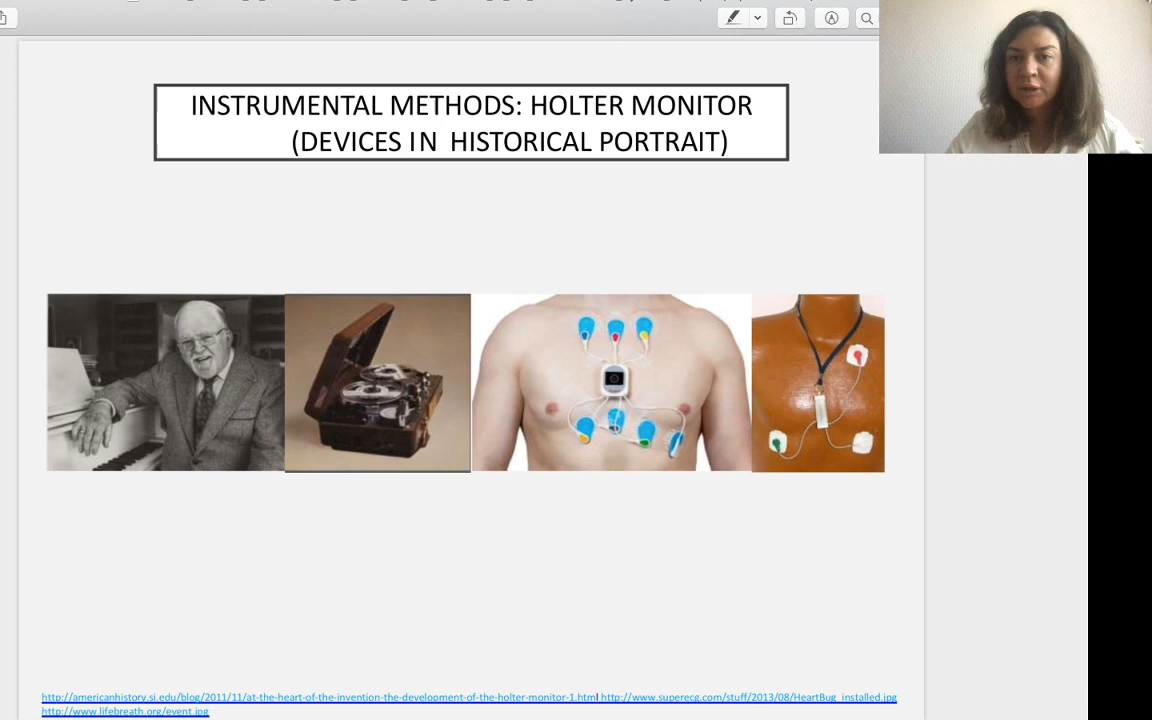 INSTRUMENTAL METHODS: HOLTER MONITOR
(DEVICES IN HISTORICAL PORTRAIT)
http://americanhistory.si.edu/blog/2011/11/at-the-heart-of-the-invention-the-development-of-the-holter-monitor-1.html http://www.superecg.com/stuff/2013/08/HeartBug_installed.jpg
http://www.lifebreath.org/event.jpg